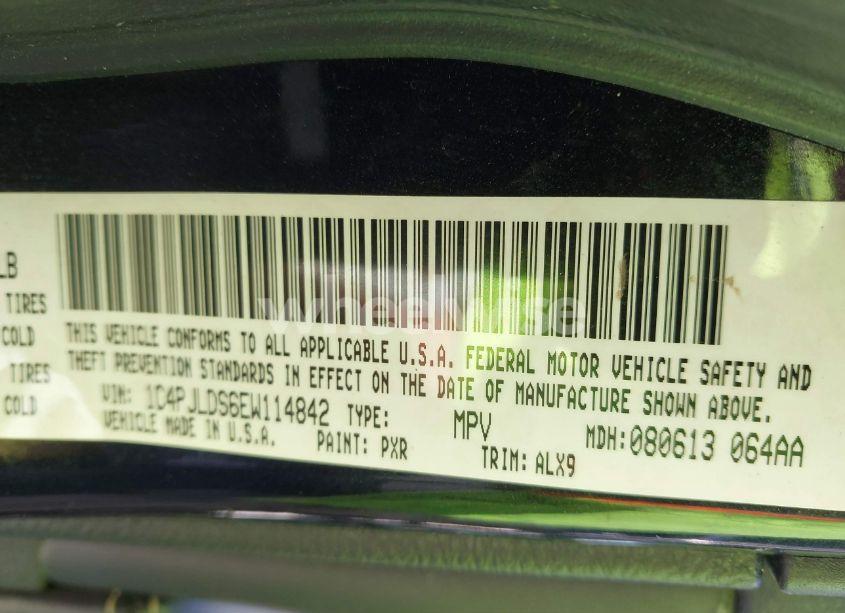 LB
TIRES
COLD
TIRES
COLD
THIS VEHICLE CONFORMS TO ALL APPLICABLE U.S.A. FEDERAL MOTOR VEHICLE SAFETY AND
THEFT PREVENTION STANDARDS IN EFFECT ON THE DATE OF MANUFACTURE SHOWN ABOVE.
VIN: 1C4PJLDS6EW114842 TYPE: MPV MDH:080613 064AA
VEHICLE MADE IN U.S.A. PAINT: PXR TRIM: ALX9